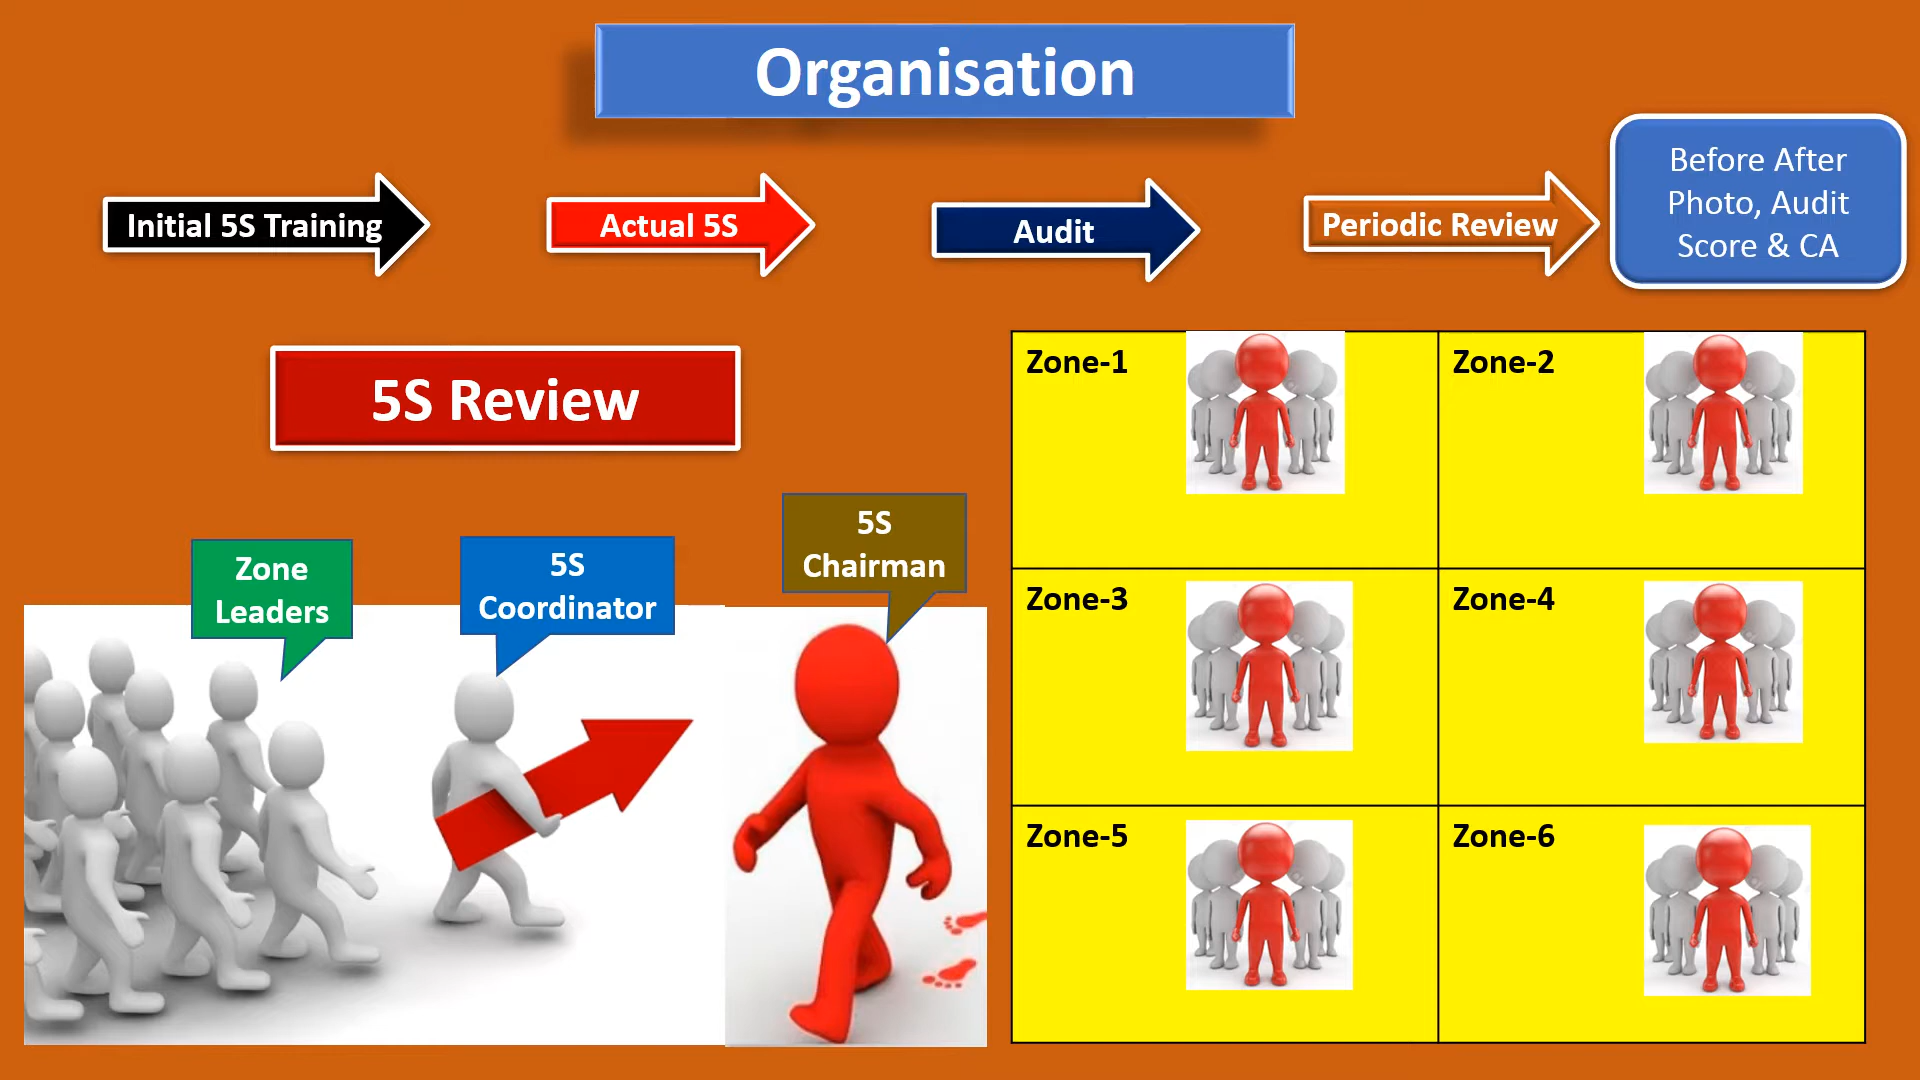 Organisation
Initial 5S Training
Actual 5S
Audit
Periodic Review
Before After
Photo, Audit
Score & CA
5S Review
Zone
Leaders
5S
Coordinator
5S
Chairman
Zone-1
Zone-2
Zone-3
Zone-4
Zone-5
Zone-6